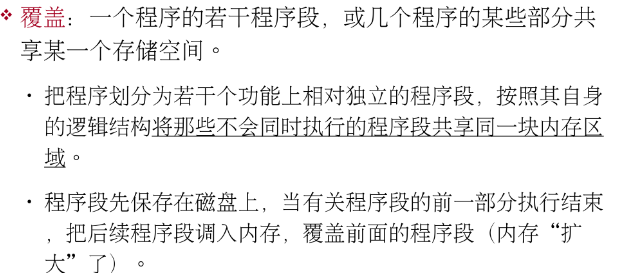 ❖ 覆盖：一个程序的若干程序段，或几个程序的某些部分共
享某一个存储空间。
· 把程序划分为若干个功能上相对独立的程序段，按照其自身
的逻辑结构将那些不会同时执行的程序段共享同一块内存区
域。
· 程序段先保存在磁盘上，当有关程序段的前一部分执行结束
，把后续程序段调入内存，覆盖前面的程序段（内存“扩
大”了）。